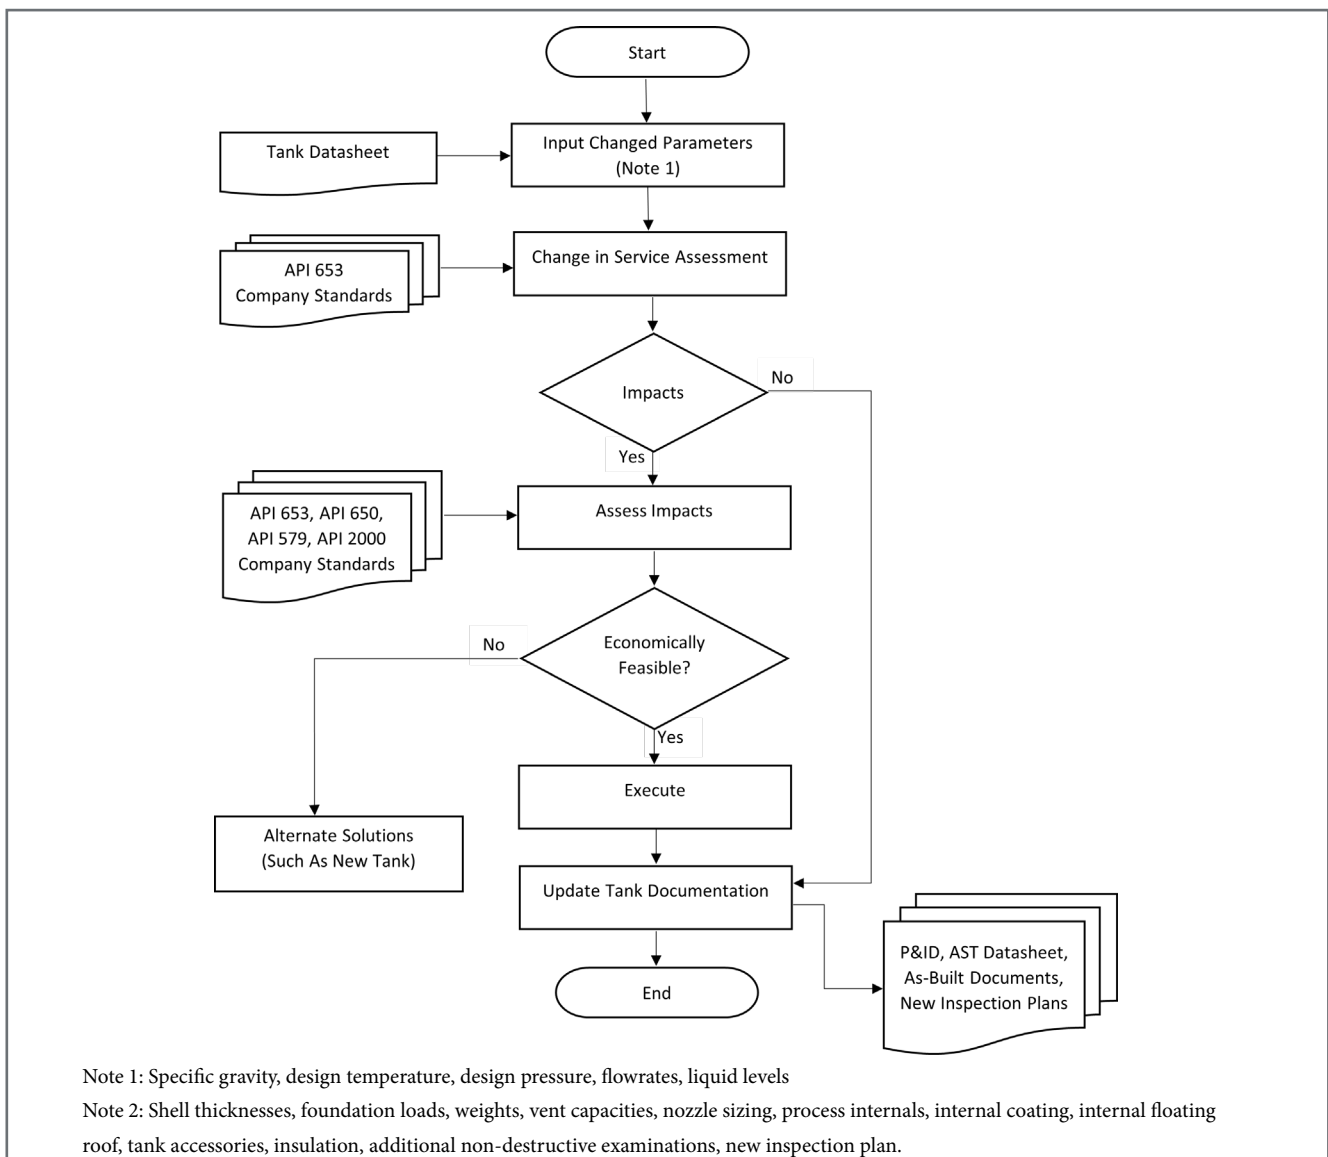 Start
Tank Datasheet
Input Changed Parameters
(Note 1)
API 653
Company Standards
Change in Service Assessment
Impacts
No
Yes
API 653, API 650,
API 579, API 2000
Company Standards
Assess Impacts
No
Economically
Feasible?
Yes
Execute
Alternate Solutions
(Such As New Tank)
Update Tank Documentation
P&ID, AST Datasheet,
As-Built Documents,
New Inspection Plans
End
Note 1: Specific gravity, design temperature, design pressure, flowrates, liquid levels
Note 2: Shell thicknesses, foundation loads, weights, vent capacities, nozzle sizing, process internals, internal coating, internal floating
roof, tank accessories, insulation, additional non-destructive examinations, new inspection plan.